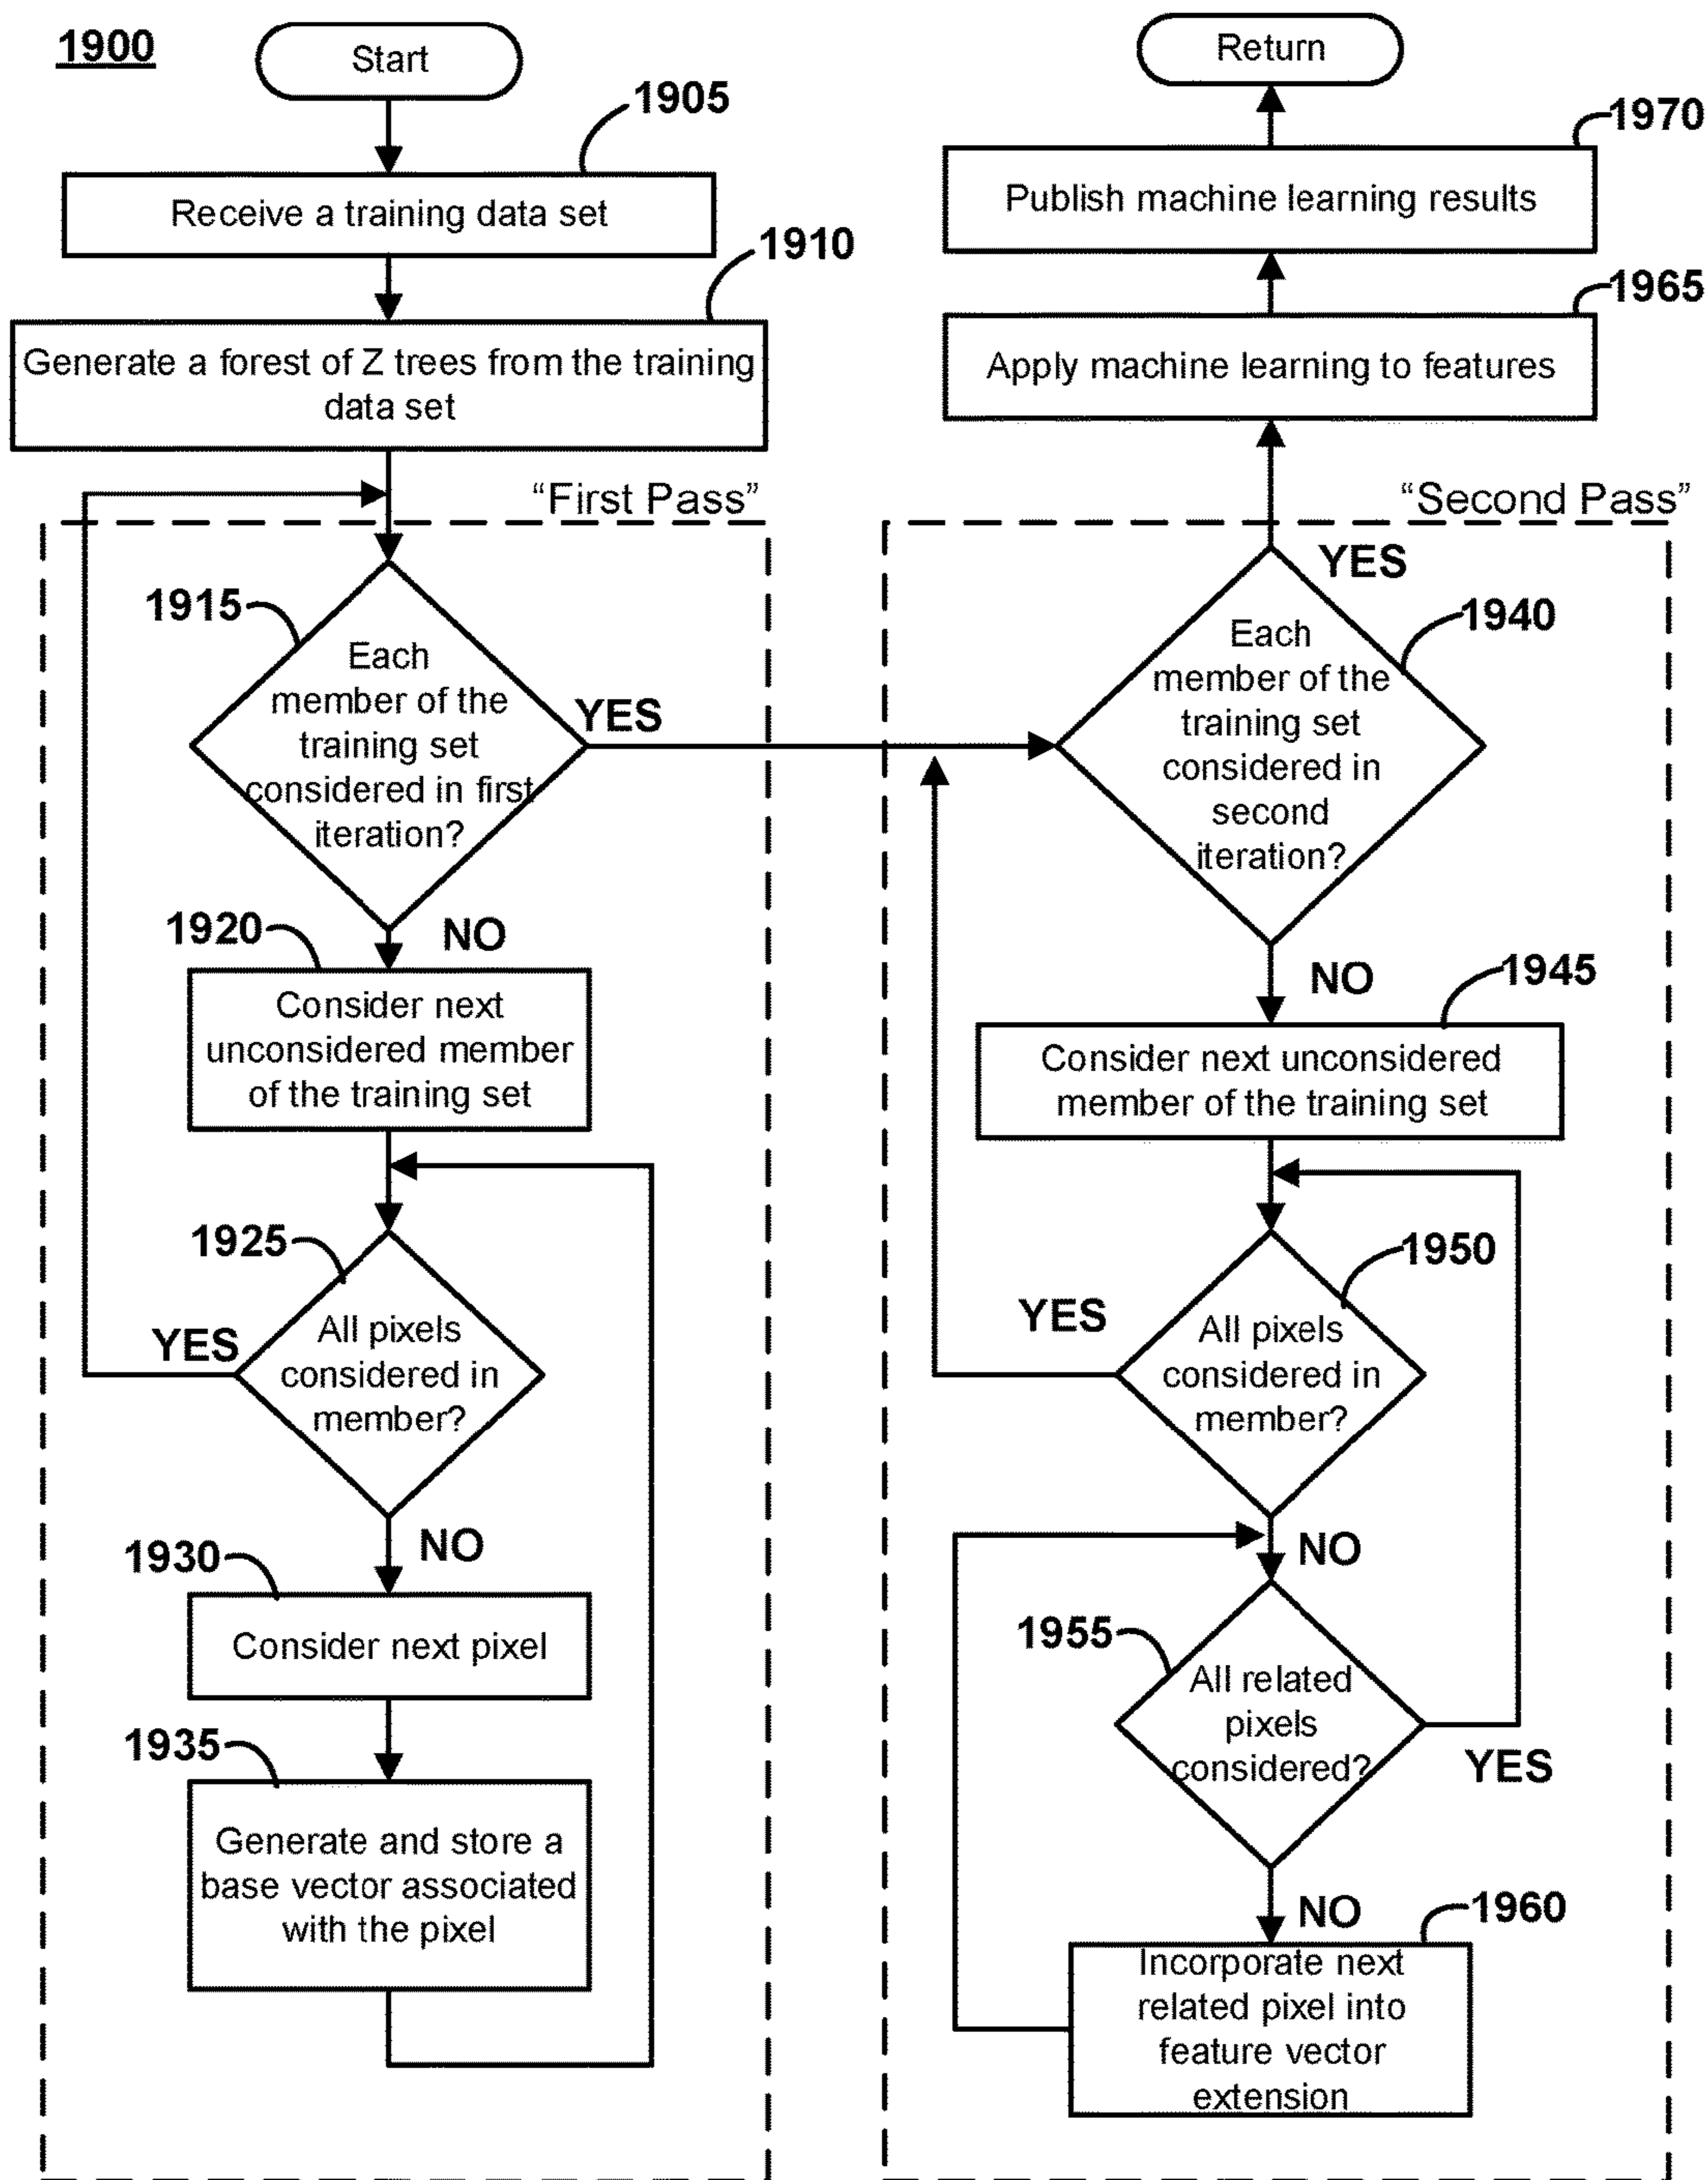 1900
Start
1905
Receive a training data set
1910
Generate a forest of Z trees from the training
data set
“First Pass”
1915
Each
member of the
training set
considered in first
iteration?
YES
1920
NO
Consider next
unconsidered member
of the training set
1925
YES
All pixels
considered in
member?
NO
1930
Consider next pixel
1935
Generate and store a
base vector associated
with the pixel
Return
1970
Publish machine learning results
1965
Apply machine learning to features
“Second Pass”
YES
1940
Each
member of the
training set
considered in
second
iteration?
NO
1945
Consider next unconsidered
member of the training set
1950
YES
All pixels
considered in
member?
NO
1955
All related
pixels
considered?
YES
NO
1960
Incorporate next
related pixel into
feature vector
extension